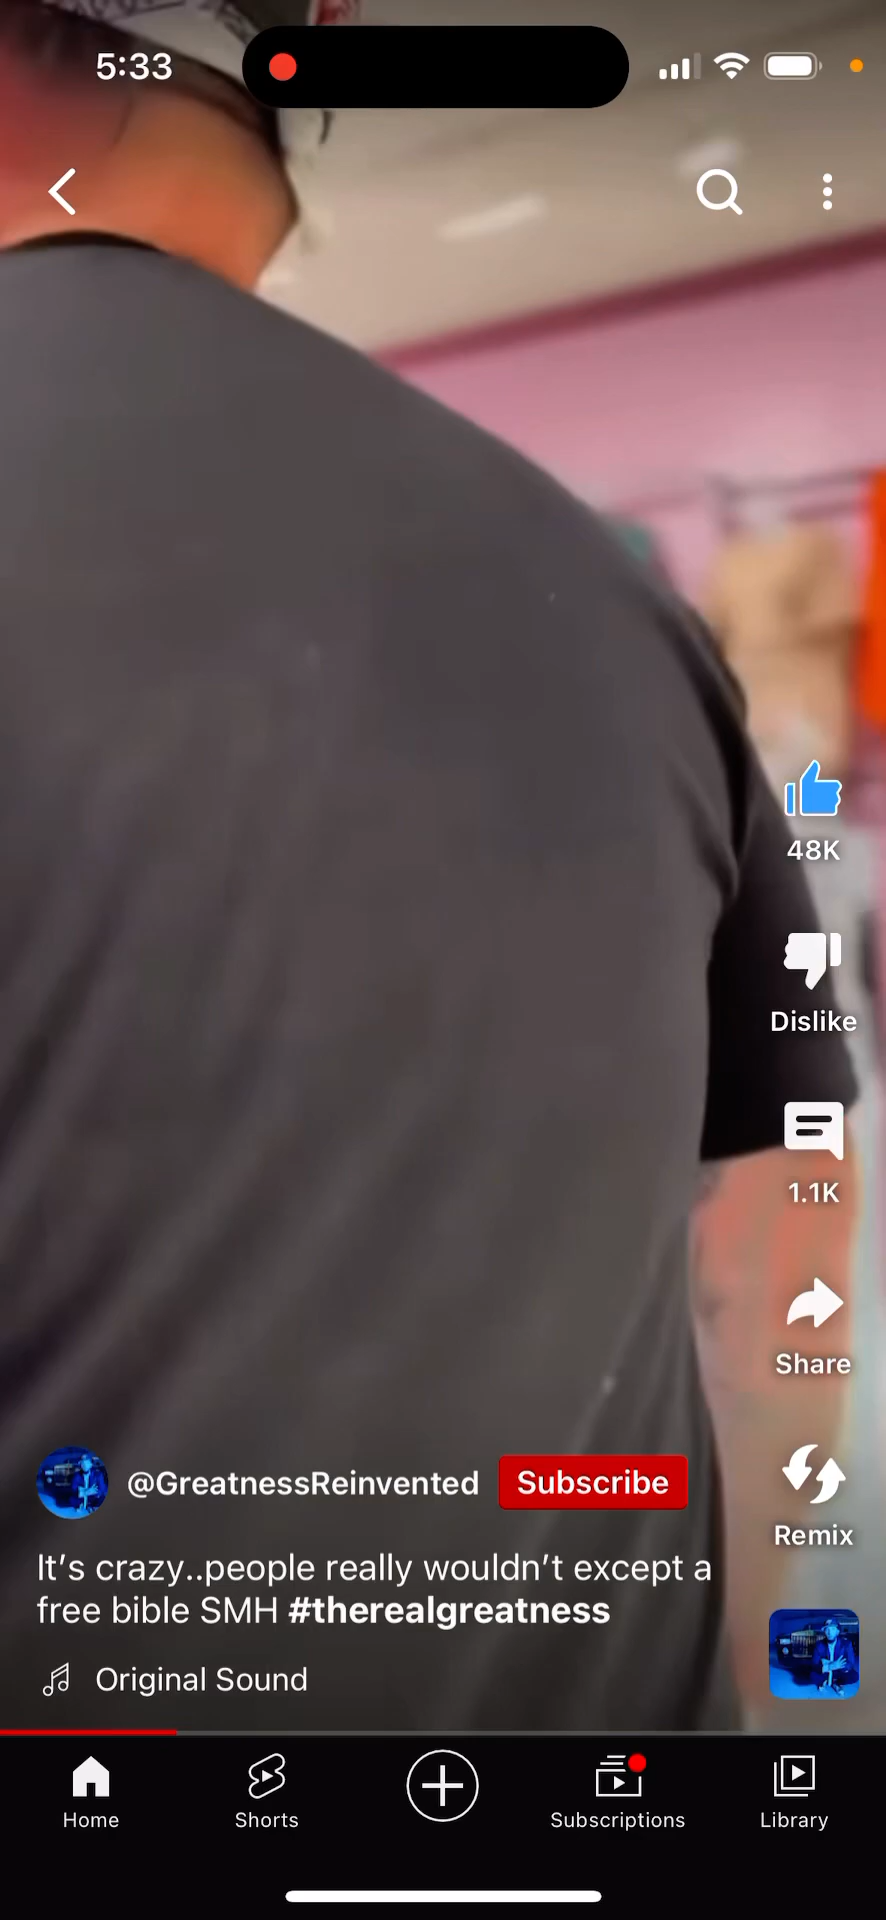 5:33
48K
Dislike
1.1K
Share
Remix
@GreatnessReinvented
Subscribe
It’s crazy..people really wouldn’t except a
free bible SMH #therealgreatness
Original Sound
Home
Shorts
Subscriptions
Library